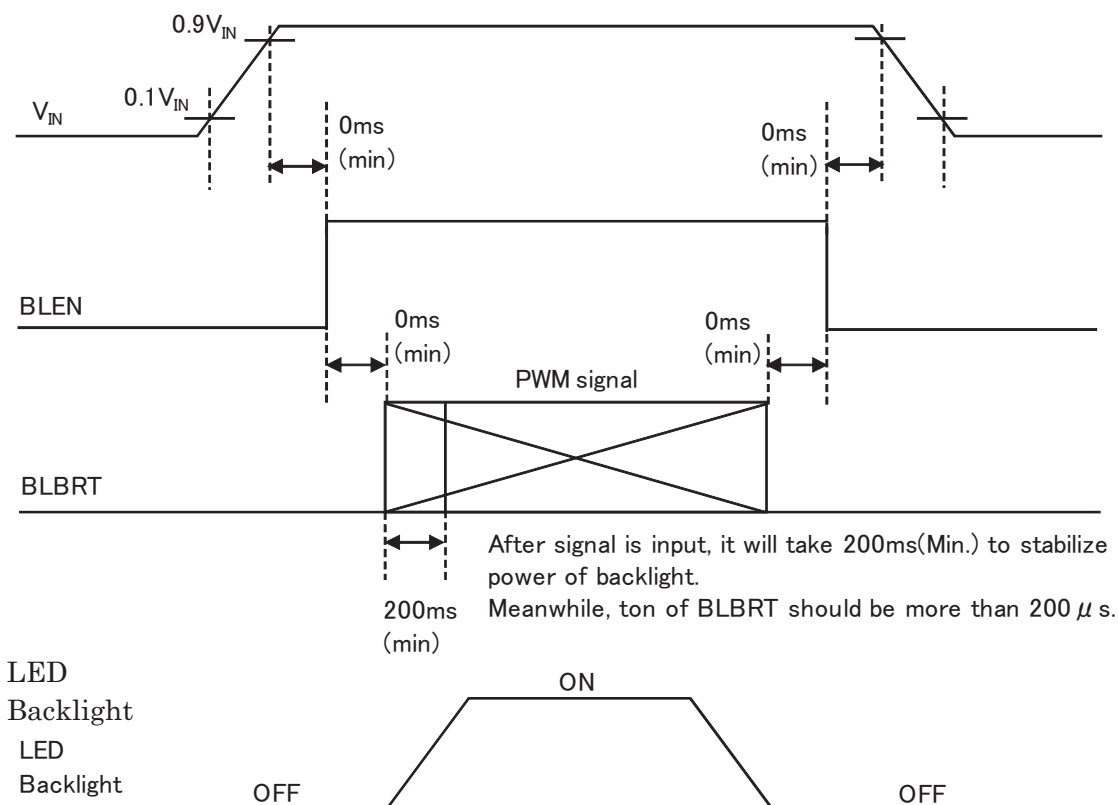 0.9V_IN
0.1V_IN
V_IN
0ms
(min)
0ms
(min)
BLEN
0ms
(min)
0ms
(min)
PWM signal
BLBRT
After signal is input, it will take 200ms(Min.) to stabilize
power of backlight.
Meanwhile, ton of BLBRT should be more than 200 μ s.
200ms
(min)
LED
Backlight
ON
LED
Backlight
OFF
OFF